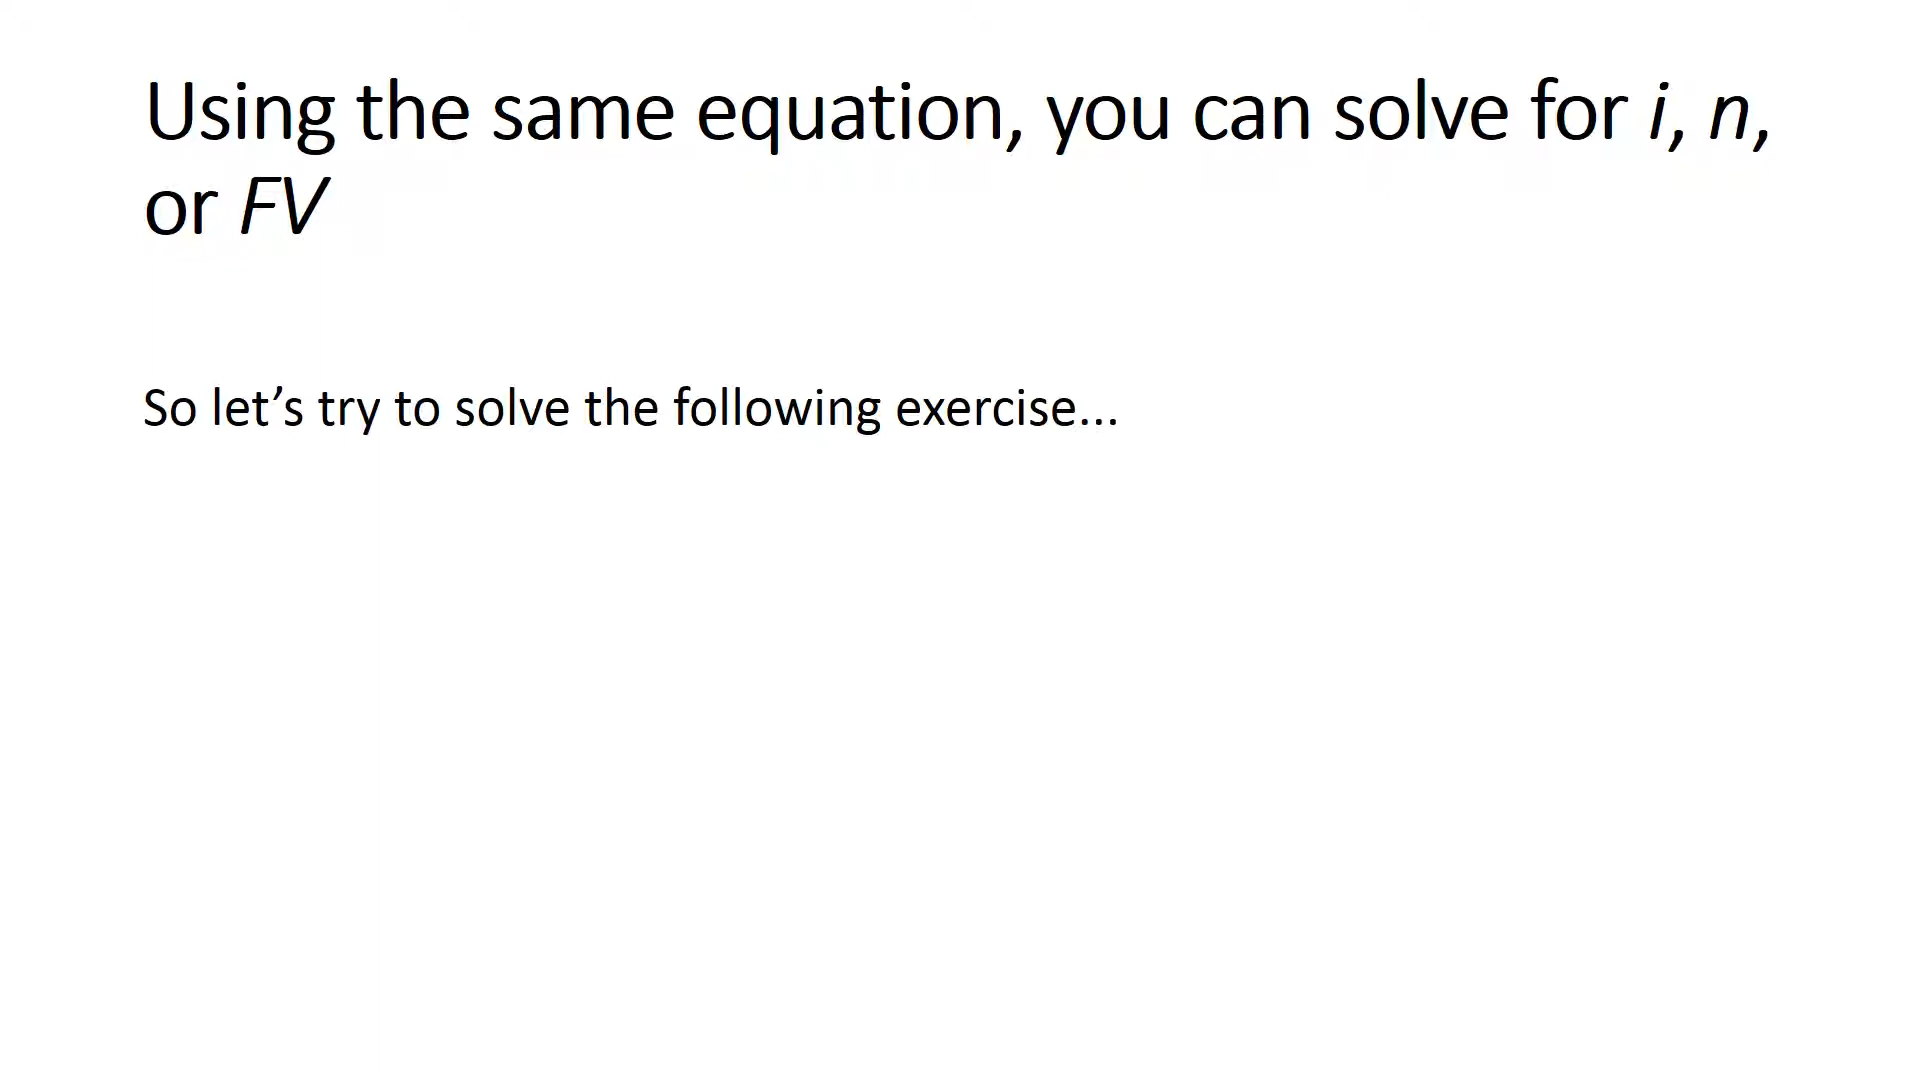 Using the same equation, you can solve for i, n,
or FV
So let’s try to solve the following exercise...